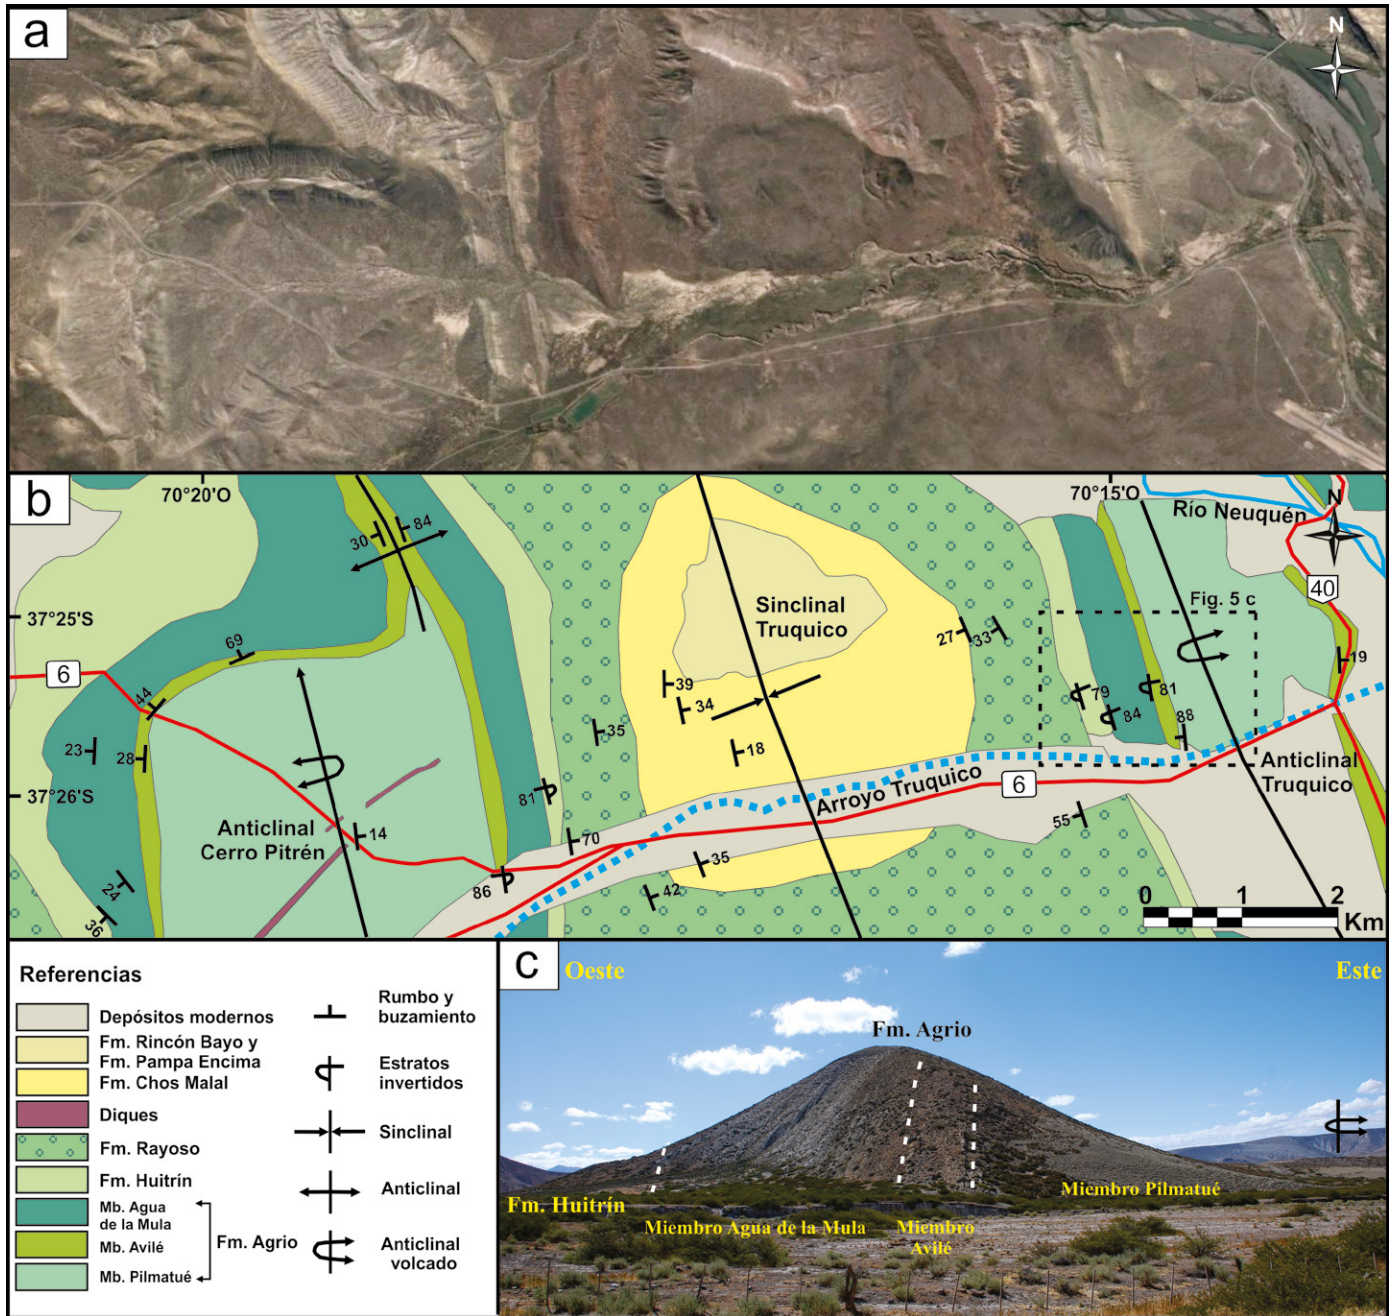 a
N
b
70°20'O
70°15'O
N
Río Neuquén
84
30
40
37°25'S
Sinclinal
Truquico
Fig. 5 c
27
33
69
6
19
39
79
81
44
34
84
88
35
23
28
18
Anticlinal
Truquico
37°26'S
81
Arroyo Truquico
6
Anticlinal
Cerro Pitrén
14
70
55
35
24
86
42
36
0 1 2
Km
Referencias
Depósitos modernos
Fm. Rincón Bayo y
Fm. Pampa Encima
Fm. Chos Malal
Diques
Fm. Rayoso
Fm. Huitrín
Mb. Agua
de la Mula
Mb. Avilé
Mb. Pilmatué
Fm. Agrio
Rumbo y
buzamiento
Estratos
invertidos
Sinclinal
Anticlinal
Anticlinal
volcado
c
Oeste
Este
Fm. Agrio
Fm. Huitrín
Miembro Agua de la Mula
Miembro
Avilé
Miembro Pilmatué